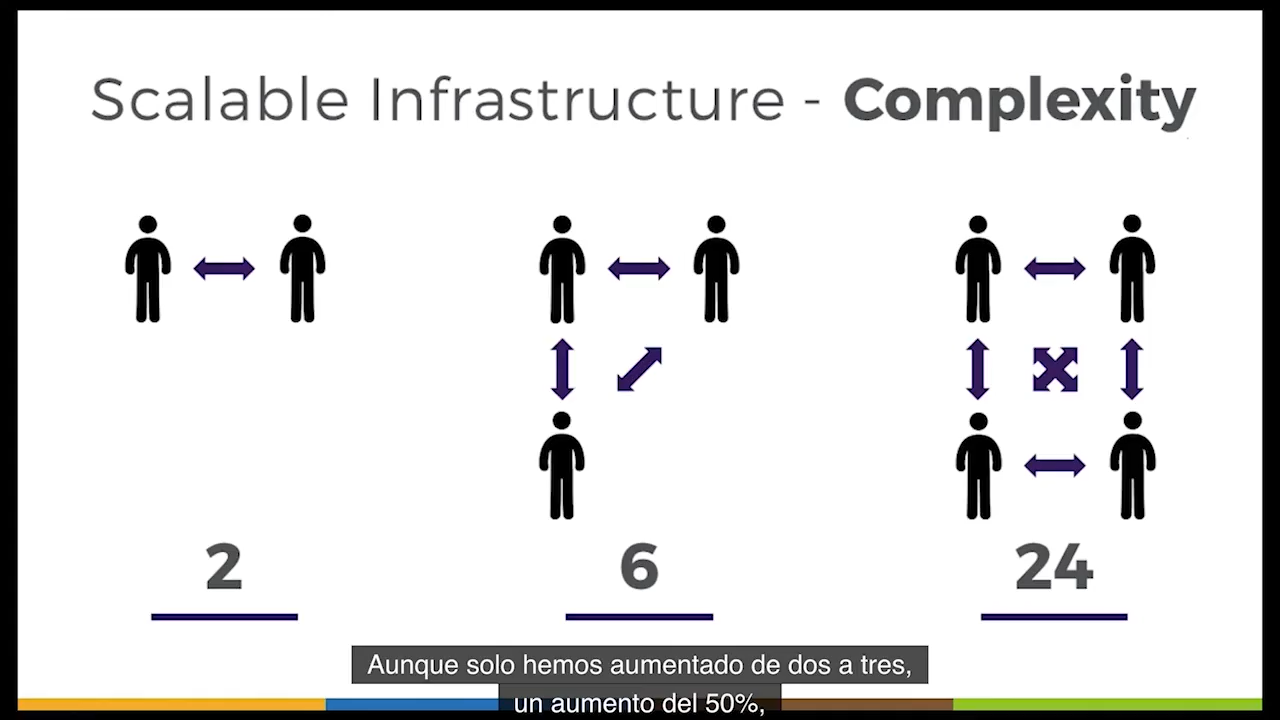 Scalable Infrastructure - Complexity
2
6
24
Aunque solo hemos aumentado de dos a tres,
un aumento del 50%,